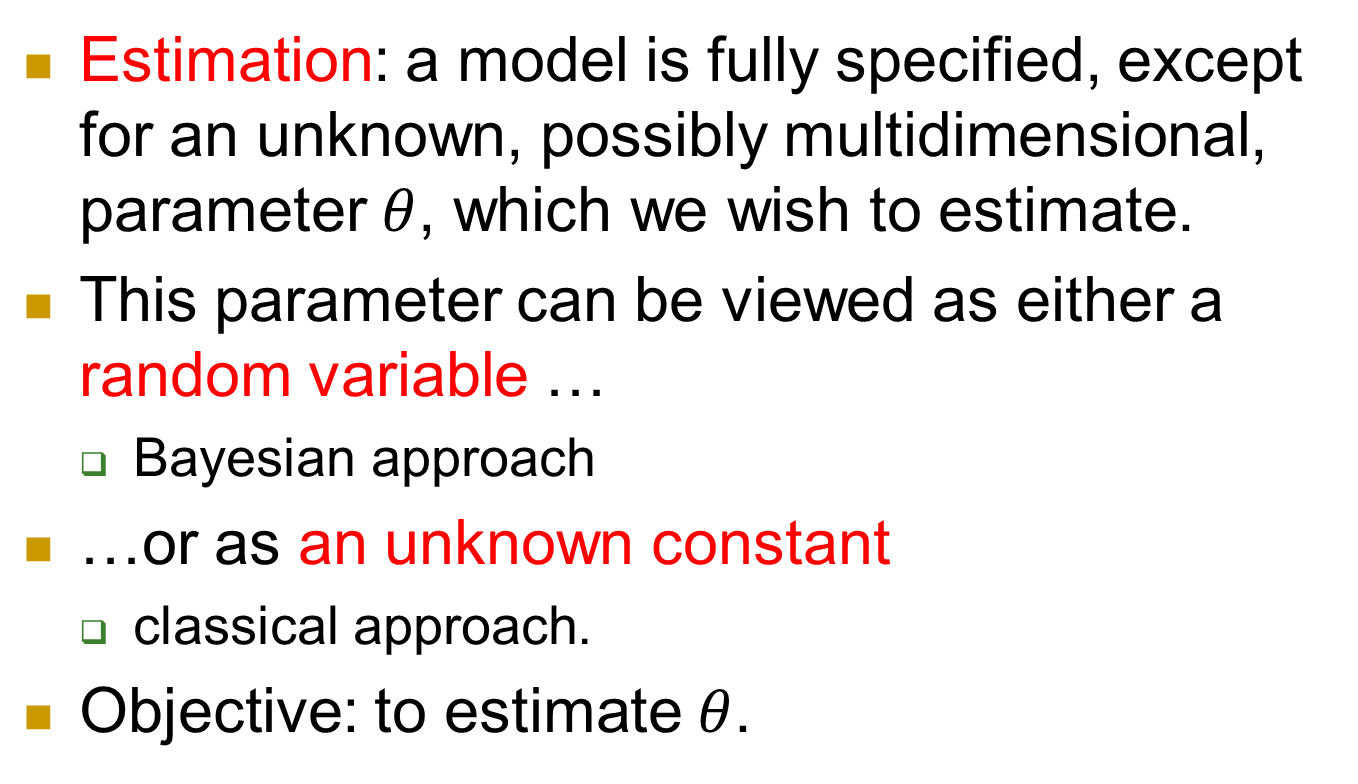 Estimation: a model is fully specified, except
for an unknown, possibly multidimensional,
parameter θ, which we wish to estimate.
This parameter can be viewed as either a
random variable …
Bayesian approach
…or as an unknown constant
classical approach.
Objective: to estimate θ.